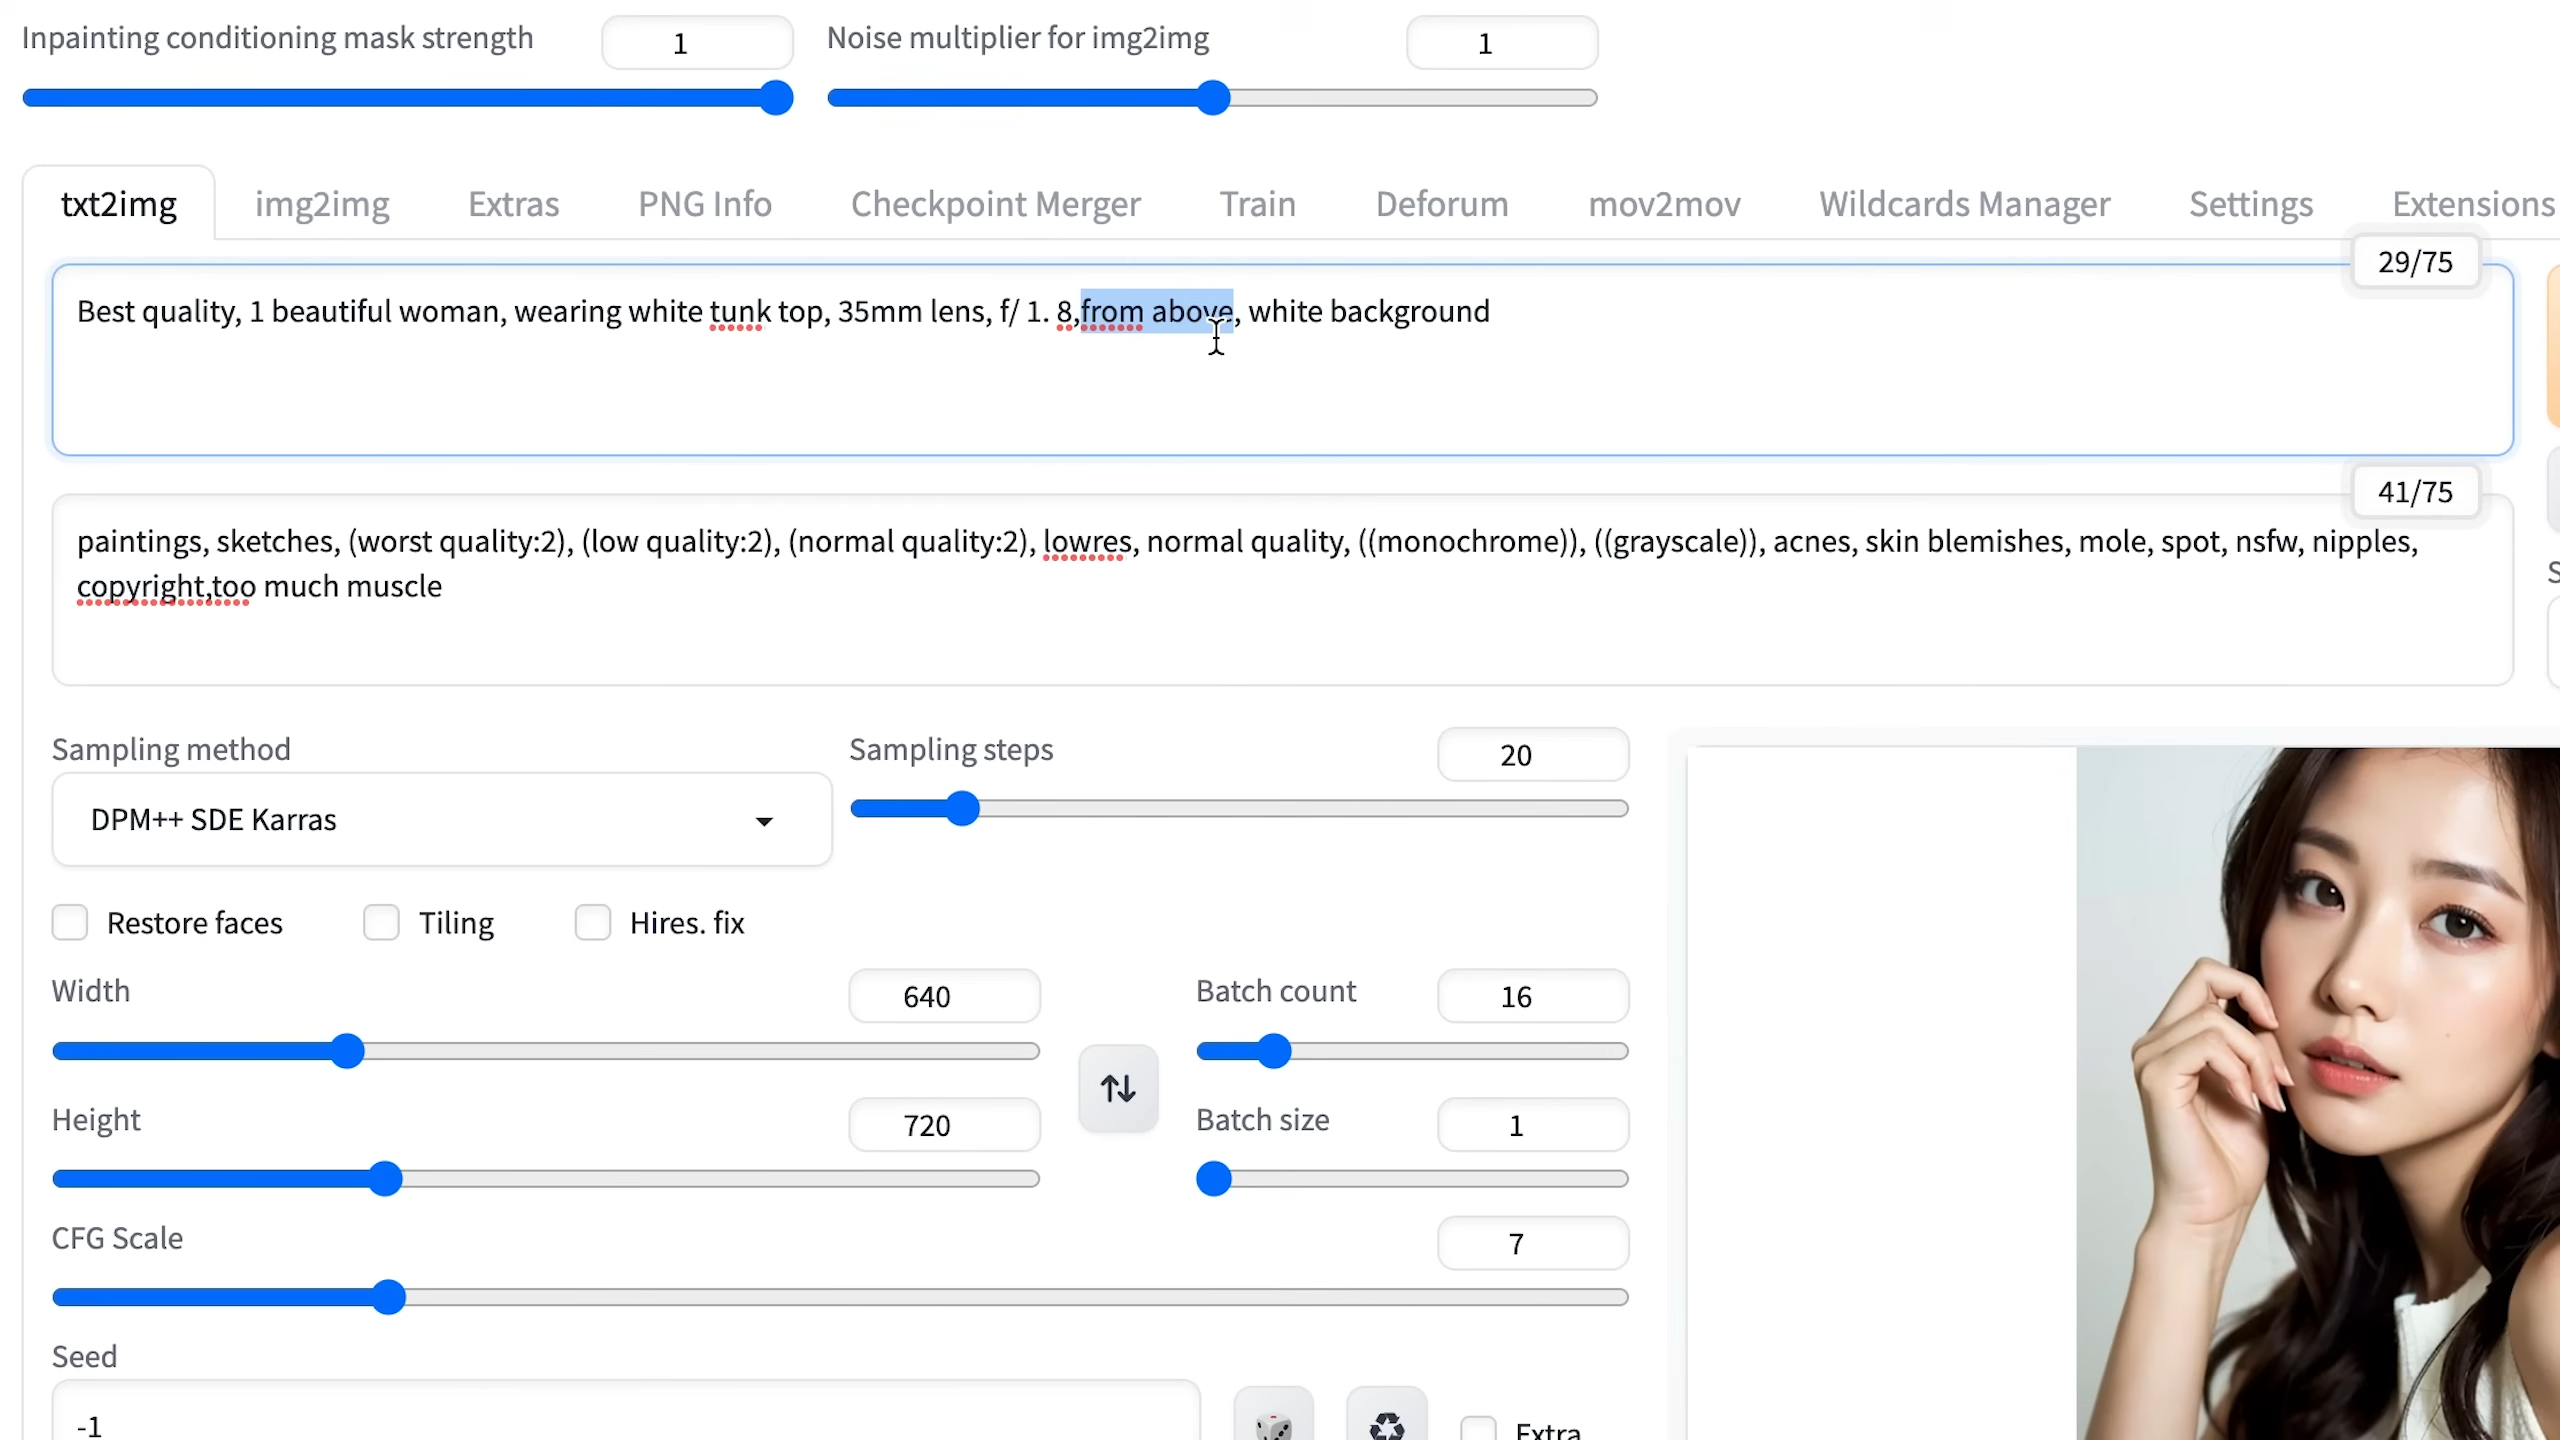 Inpainting conditioning mask strength 1 Noise multiplier for img2img 1
txt2img img2img Extras PNG Info Checkpoint Merger Train Deforum mov2mov Wildcards Manager Settings Extensions
29/75
Best quality, 1 beautiful woman, wearing white tunk top, 35mm lens, f/ 1. 8,from above, white background
41/75
paintings, sketches, (worst quality:2), (low quality:2), (normal quality:2), lowres, normal quality, ((monochrome)), ((grayscale)), acnes, skin blemishes, mole, spot, nsfw, nipples,
copyright,too much muscle
Sampling method Sampling steps 20
DPM++ SDE Karras
Restore faces Tiling Hires. fix
Width 640 Batch count 16
Height 720 Batch size 1
CFG Scale 7
Seed
-1 Extra